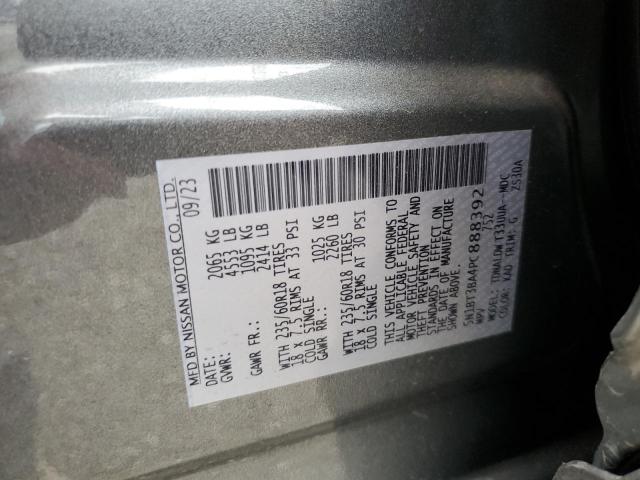 MFD BY NISSAN MOTOR CO., LTD.
DATE: 09/23
GVWR: 2065 KG
4553 LB
GAWR FR.: 1095 KG
2414 LB
WITH 235/60R18 TIRES
18 x 7.5 RIMS AT 33 PSI
COLD SINGLE
GAWR RR.: 1025 KG
2260 LB
WITH 235/60R18 TIRES
18 x 7.5 RIMS AT 30 PSI
COLD SINGLE
THIS VEHICLE CONFORMS TO
ALL APPLICABLE FEDERAL
MOTOR VEHICLE SAFETY AND
THEFT PREVENTION
STANDARDS IN EFFECT ON
THE DATE OF MANUFACTURE
SHOWN ABOVE.
5N1BT3BA4PC888392
MPV 752
MODEL: TDNALDW T33UUA--NDC
COLOR: KAD TRIM: G 2530A